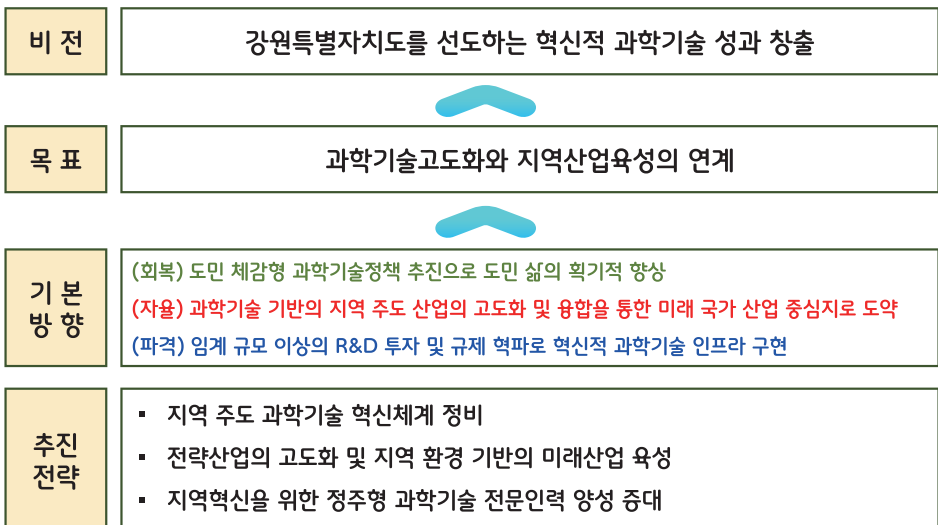 비 전
강원특별자치도를 선도하는 혁신적 과학기술 성과 창출
목 표
과학기술고도화와 지역산업육성의 연계
기 본
방 향
(회복) 도민 체감형 과학기술정책 추진으로 도민 삶의 획기적 향상
(자율) 과학기술 기반의 지역 주도 산업의 고도화 및 융합을 통한 미래 국가 산업 중심지로 도약
(파격) 임계 규모 이상의 R&D 투자 및 규제 혁파로 혁신적 과학기술 인프라 구현
추진
전략
▪ 지역 주도 과학기술 혁신체계 정비
▪ 전략산업의 고도화 및 지역 환경 기반의 미래산업 육성
▪ 지역혁신을 위한 정주형 과학기술 전문인력 양성 증대